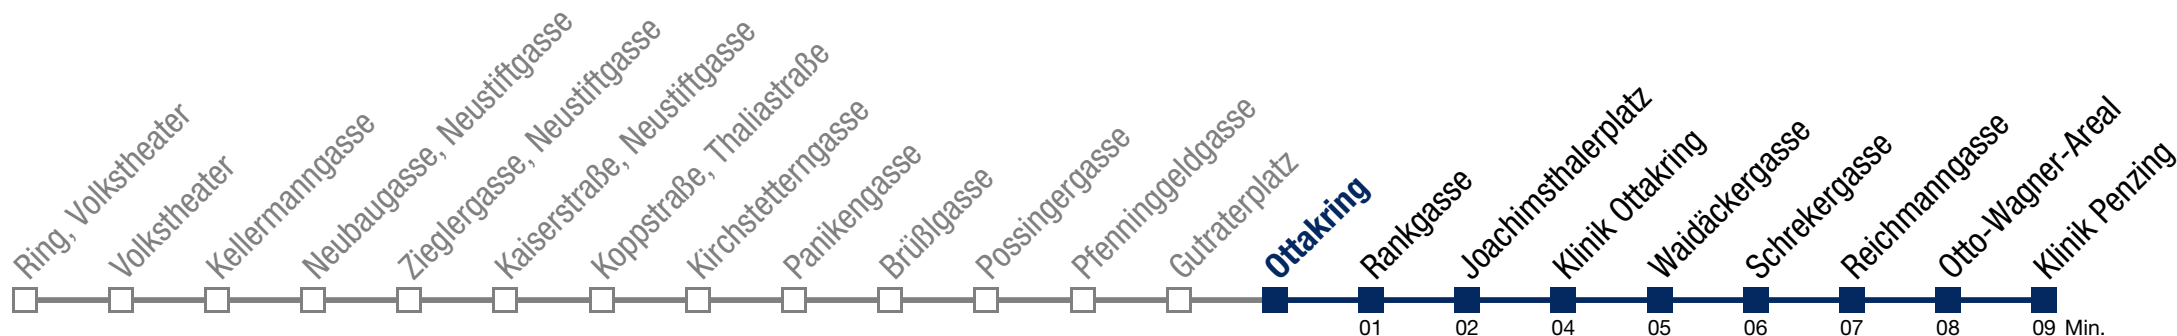 Ring, Volkstheater
Volkstheater
Kellermanngasse
Neubaugasse, Neustiftgasse
Zieglergasse, Neustiftgasse
Kaiserstraße, Neustiftgasse
Koppstraße, Thaliastraße
Kirchstetterngasse
Panikengasse
Brüßlgasse
Possingergasse
Pfenninggeldgasse
Gutraterplatz
Ottakring
Rankgasse
Joachimsthalerplatz
Klinik Ottakring
Waidäckergasse
Schrekergasse
Reichmanngasse
Otto-Wagner-Areal
Klinik Penzing
01 02 04 05 06 07 08 09 Min.